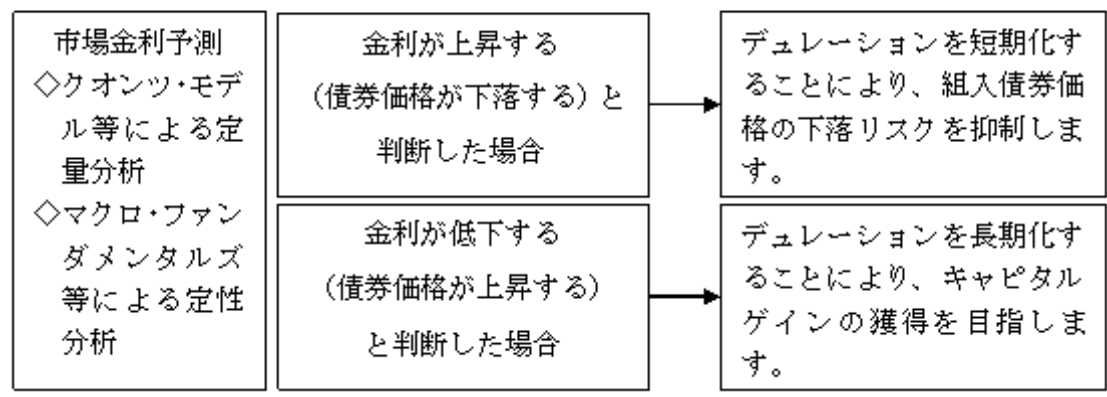 市場金利予測
◇クオンツ・モデ
ル等による定
量分析
◇マクロ・ファン
ダメンタルズ
等による定性
分析
金利が上昇する
（債券価格が下落する）と
判断した場合
デュレーションを短期化す
ることにより、組入債券価
格の下落リスクを抑制しま
す。
金利が低下する
（債券価格が上昇する）
と判断した場合
デュレーションを長期化す
ることにより、キャピタル
ゲインの獲得を目指しま
す。